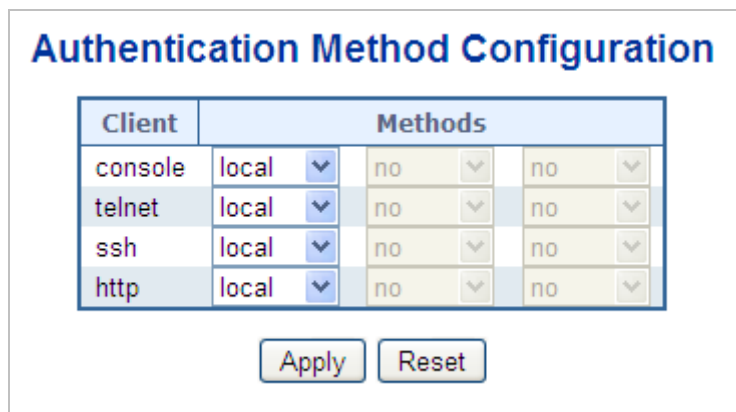 Authentication Method Configuration
Client Methods
console local no no
telnet local no no
ssh local no no
http local no no
Apply Reset